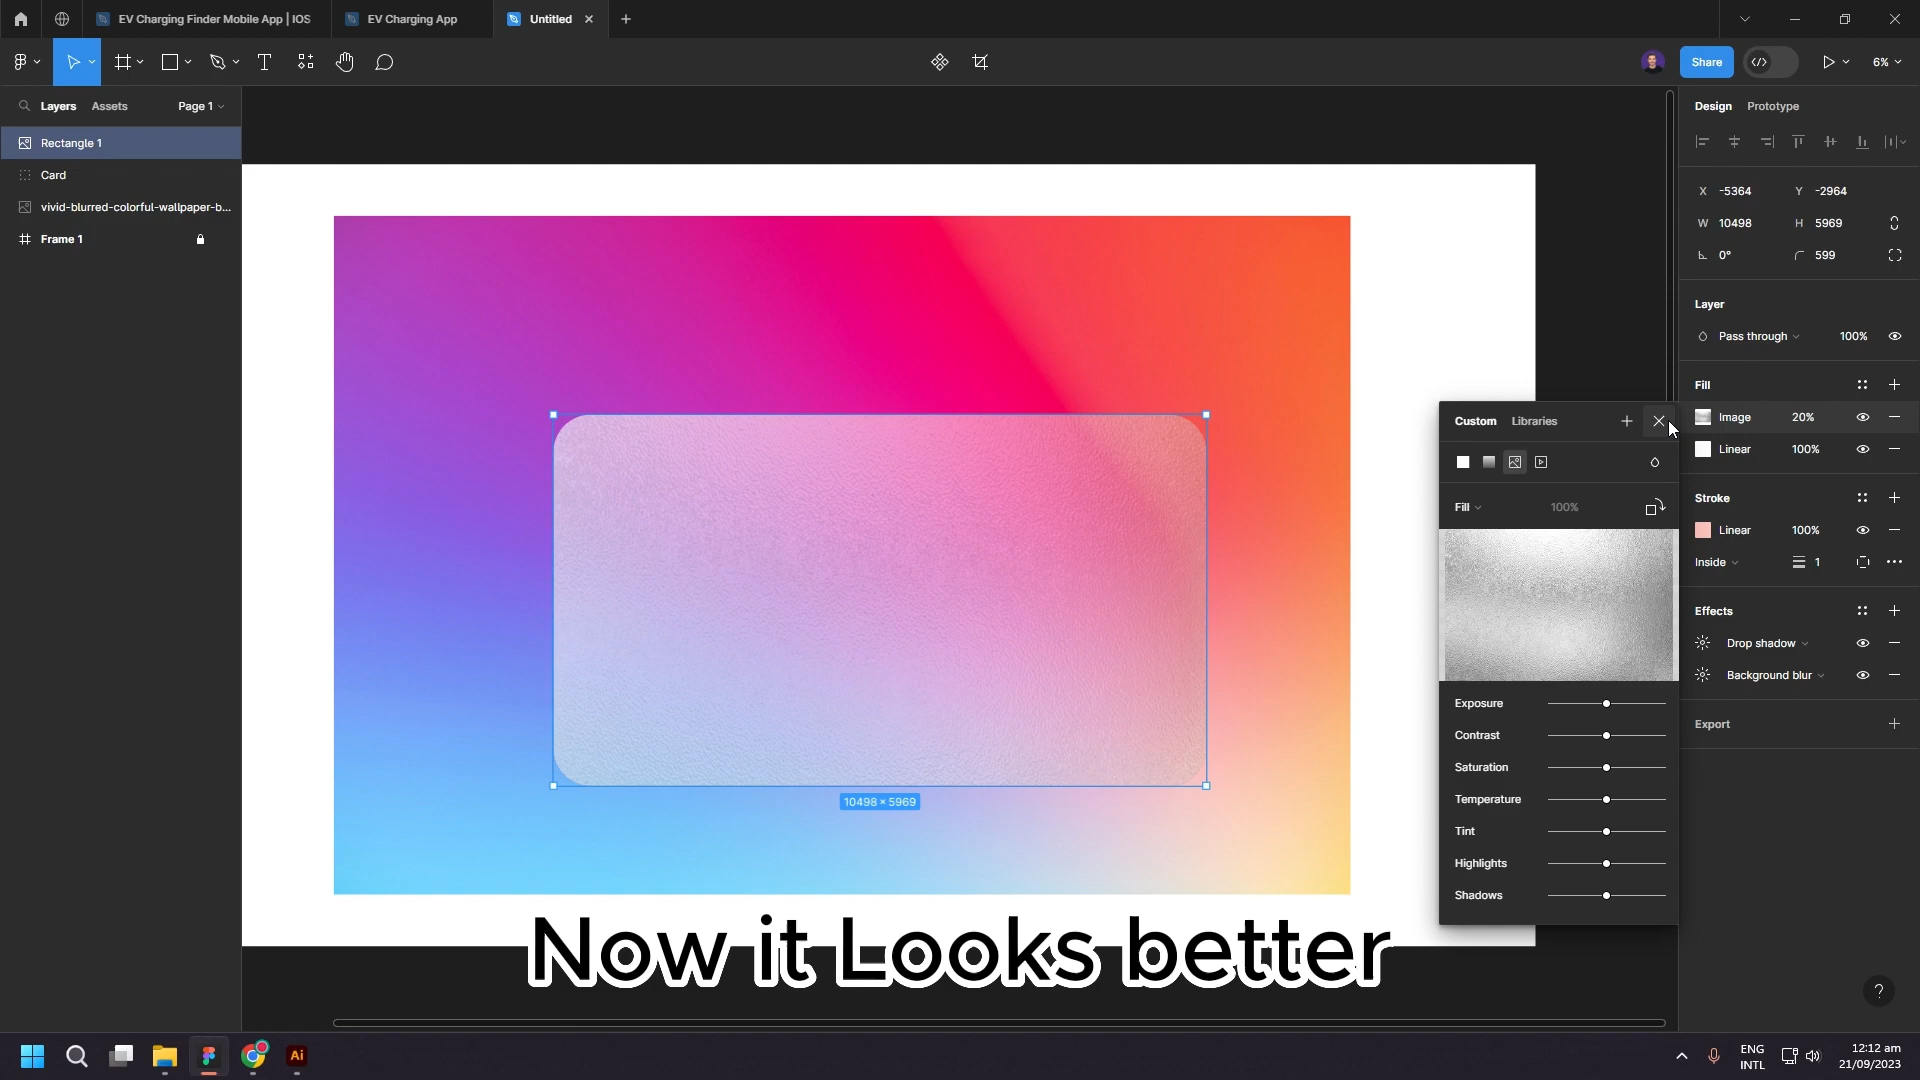 EV Charging Finder Mobile App | IOS
EV Charging App
Untitled
Share
6%
Layers
Assets
Page 1
Rectangle 1
Card
vivid-blurred-colorful-wallpaper-b...
Frame 1
10498 × 5969
Now it Looks better
Custom
Libraries
Fill
100%
Exposure
Contrast
Saturation
Temperature
Tint
Highlights
Shadows
Design
Prototype
X -5364 Y -2964
W 10498 H 5969
0° 599
Layer
Pass through 100%
Fill
Image 20%
Linear 100%
Stroke
Linear 100%
Inside 1
Effects
Drop shadow
Background blur
Export
?
Ai
ENG
INTL
12:12 am
21/09/2023